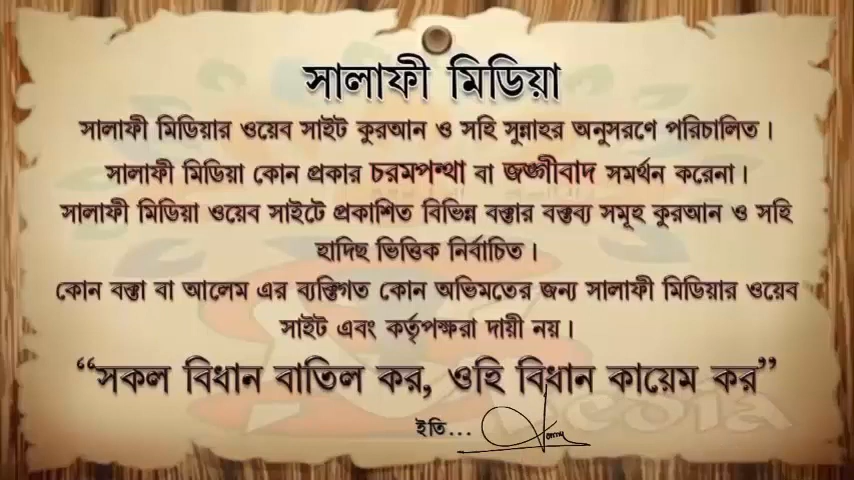 সালাফী মিডিয়া
সালাফী মিডিয়ার ওয়েব সাইট কুরআন ও সহি সুন্নাহর অনুসরণে পরিচালিত।
সালাফী মিডিয়া কোন প্রকার চরমপন্থা বা জঙ্গীবাদ সমর্থন করেনা।
সালাফী মিডিয়া ওয়েব সাইটে প্রকাশিত বিভিন্ন বক্তার বক্তব্য সমূহ কুরআন ও সহি
হাদিছ ভিত্তিক নির্বাচিত।
কোন বক্তা বা আলেম এর ব্যক্তিগত কোন অভিমতের জন্য সালাফী মিডিয়ার ওয়েব
সাইট এবং কর্তৃপক্ষরা দায়ী নয়।
“সকল বিধান বাতিল কর, ওহি বিধান কায়েম কর”
ইতি...